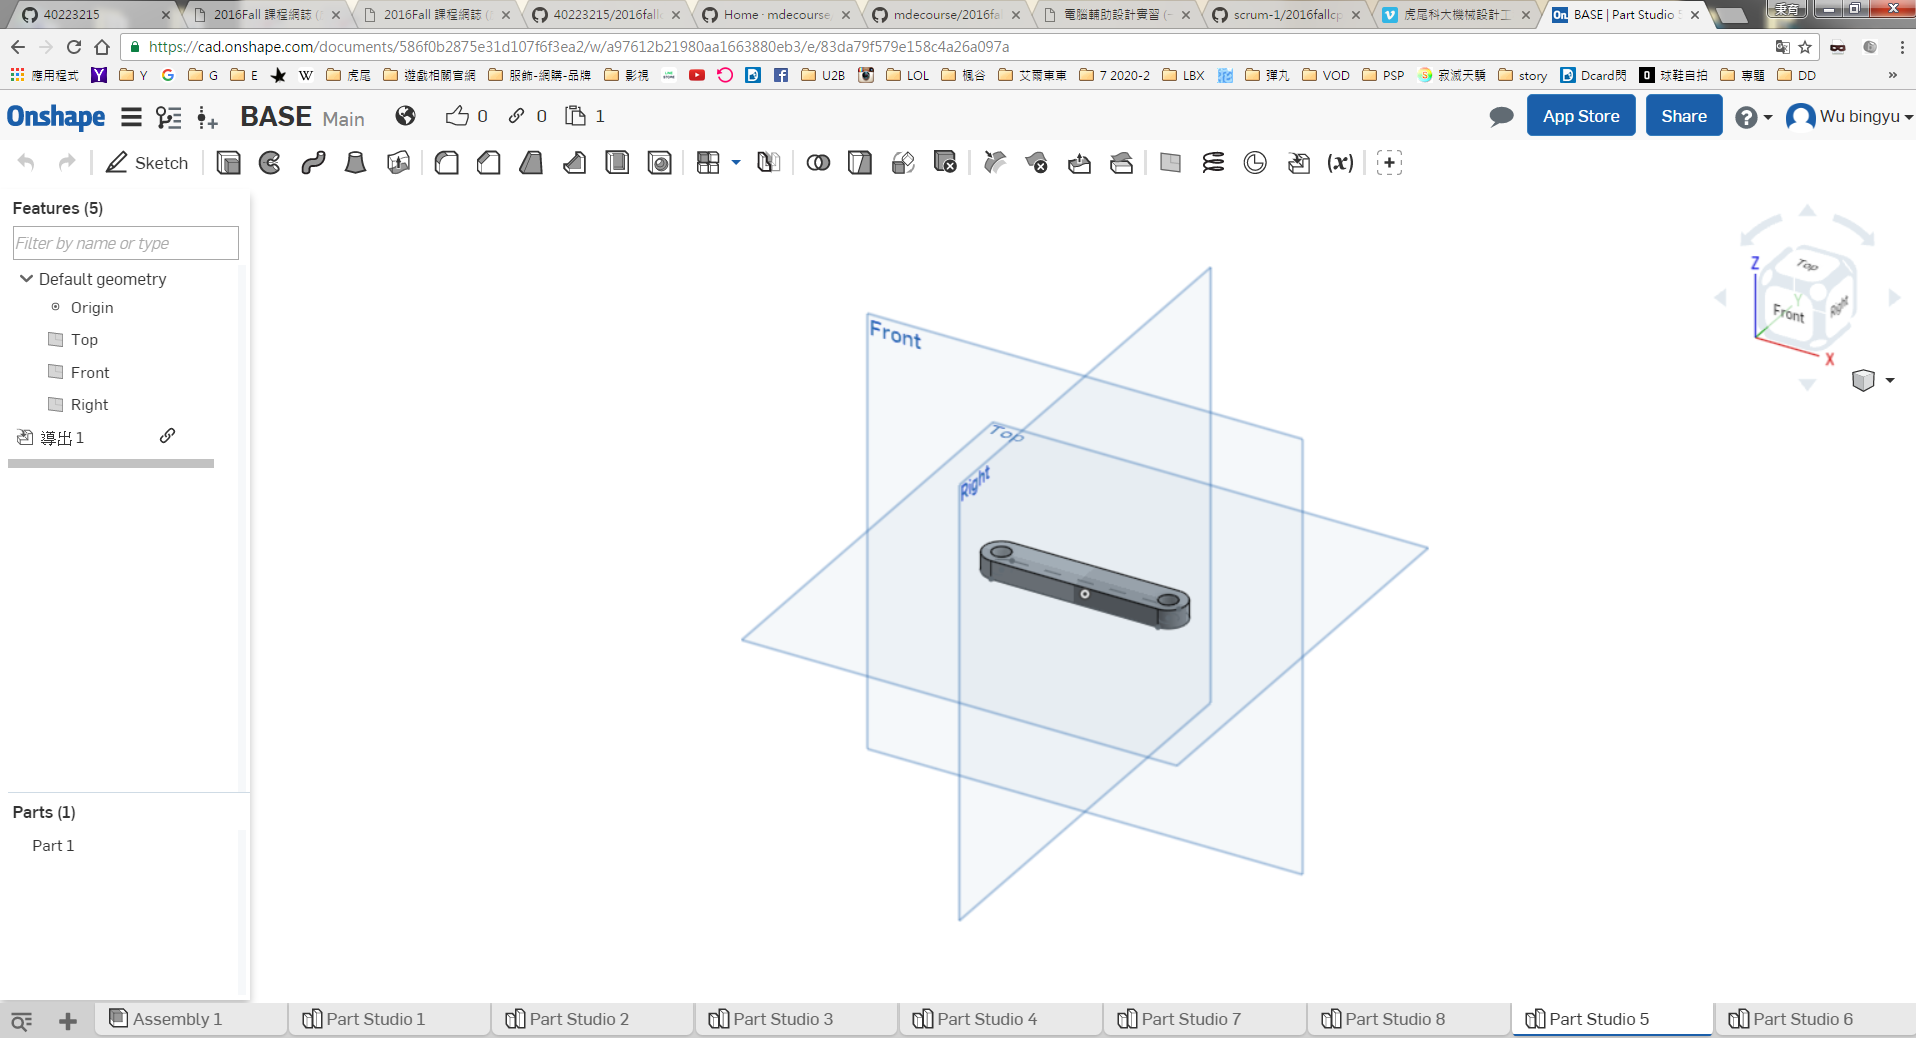 40223215
2016Fall 課程網誌 (
2016Fall 課程網誌 (
40223215/2016fall
Home · mdecourse
mdecourse/2016fa
電腦輔助設計實習 (
scrum-1/2016fallcp
虎尾科大機械設計工
BASE | Part Studio 5
https://cad.onshape.com/documents/586f0b2875e31d107f6f3ea2/w/a97612b21980aa1663880eb3/e/83da79f579e158c4a26a097a
應用程式 Y G E 虎尾 遊戲相關官網 服飾-網購-品牌 影視 U2B LOL 楓谷 艾爾東東 7 2020-2 LBX 彈丸 VOD PSP 寂滅天驕 story Dcard閃 球鞋自拍 專題 DD »
Onshape BASE Main 0 0 1 App Store Share Wu bingyu
Sketch (x)
Features (5)
Filter by name or type
Default geometry
Origin
Top
Front
Right
導出 1
Parts (1)
Part 1
Front
Top
Right
Z
Top
Y
Front
Right
X
Assembly 1 Part Studio 1 Part Studio 2 Part Studio 3 Part Studio 4 Part Studio 7 Part Studio 8 Part Studio 5 Part Studio 6